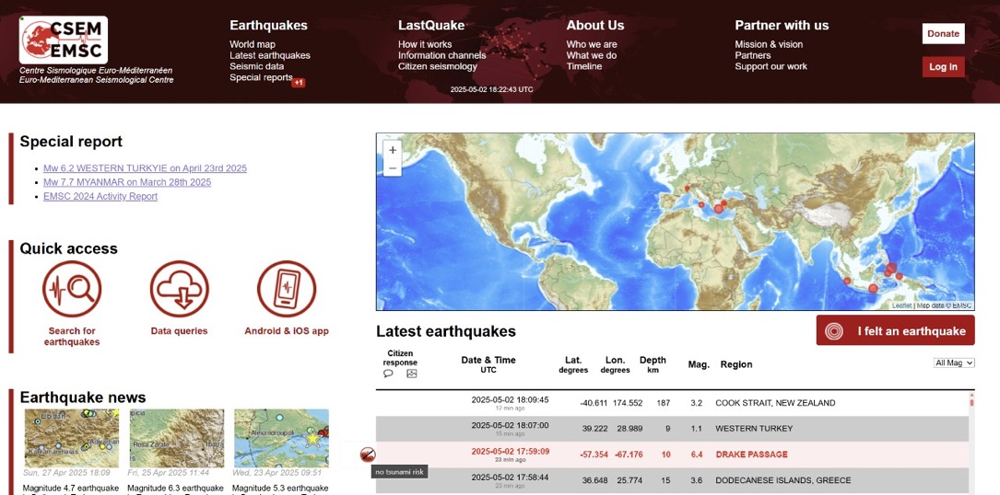 CSEM
EMSC
Centre Sismologique Euro-Méditerranéen
Euro-Mediterranean Seismological Centre
Earthquakes
World map
Latest earthquakes
Seismic data
Special reports +1
LastQuake
How it works
Information channels
Citizen seismology
About Us
Who we are
What we do
Timeline
Partner with us
Mission & vision
Partners
Support our work
Donate
Log in
2025-05-02 18:22:43 UTC
Special report
Mw 6.2 WESTERN TURKYIE on April 23rd 2025
Mw 7.7 MYANMAR on March 28th 2025
EMSC 2024 Activity Report
Quick access
Search for
earthquakes
Data queries
Android & iOS app
Earthquake news
Sun, 27 Apr 2025 18:09
Magnitude 4.7 earthquake
Rosa Zárate
Ibarra
Fri, 25 Apr 2025 11:44
Magnitude 6.3 earthquake
Alexandroupoli
Wed, 23 Apr 2025 09:51
Magnitude 5.3 earthquake
+
−
Leaflet | Map data © EMSC
Latest earthquakes
I felt an earthquake
Citizen
response
Date & Time
UTC
Lat.
degrees
Lon.
degrees
Depth
km
Mag.
Region
All Mag
2025-05-02 18:09:45 -40.611 174.552 187 3.2 COOK STRAIT, NEW ZEALAND
12 min ago
2025-05-02 18:07:00 39.222 28.989 9 1.1 WESTERN TURKEY
15 min ago
2025-05-02 17:59:09 -57.354 -67.176 10 6.4 DRAKE PASSAGE
23 min ago
no tsunami risk
2025-05-02 17:58:44 36.648 25.774 15 3.6 DODECANESE ISLANDS, GREECE
23 min ago